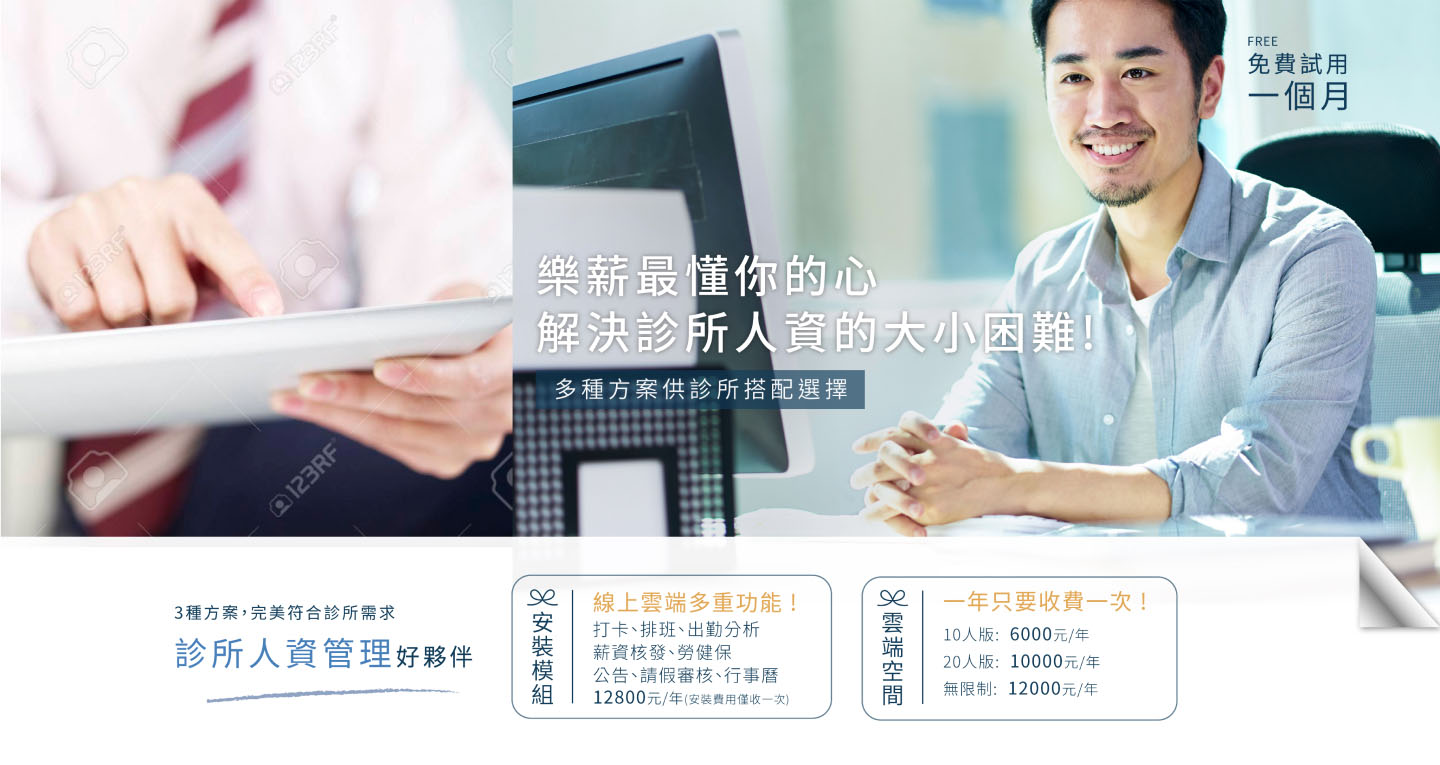 FREE
免費試用
一個月
樂薪最懂你的心
解決診所人資的大小困難!
多種方案供診所搭配選擇
3種方案,完美符合診所需求
診所人資管理好夥伴
安裝模組
線上雲端多重功能!
打卡、排班、出勤分析
薪資核發、勞健保
公告、請假審核、行事曆
12800元/年(安裝費用僅收一次)
雲端空間
一年只要收費一次!
10人版: 6000元/年
20人版: 10000元/年
無限制: 12000元/年
123RF
123RF
123RF
123RF